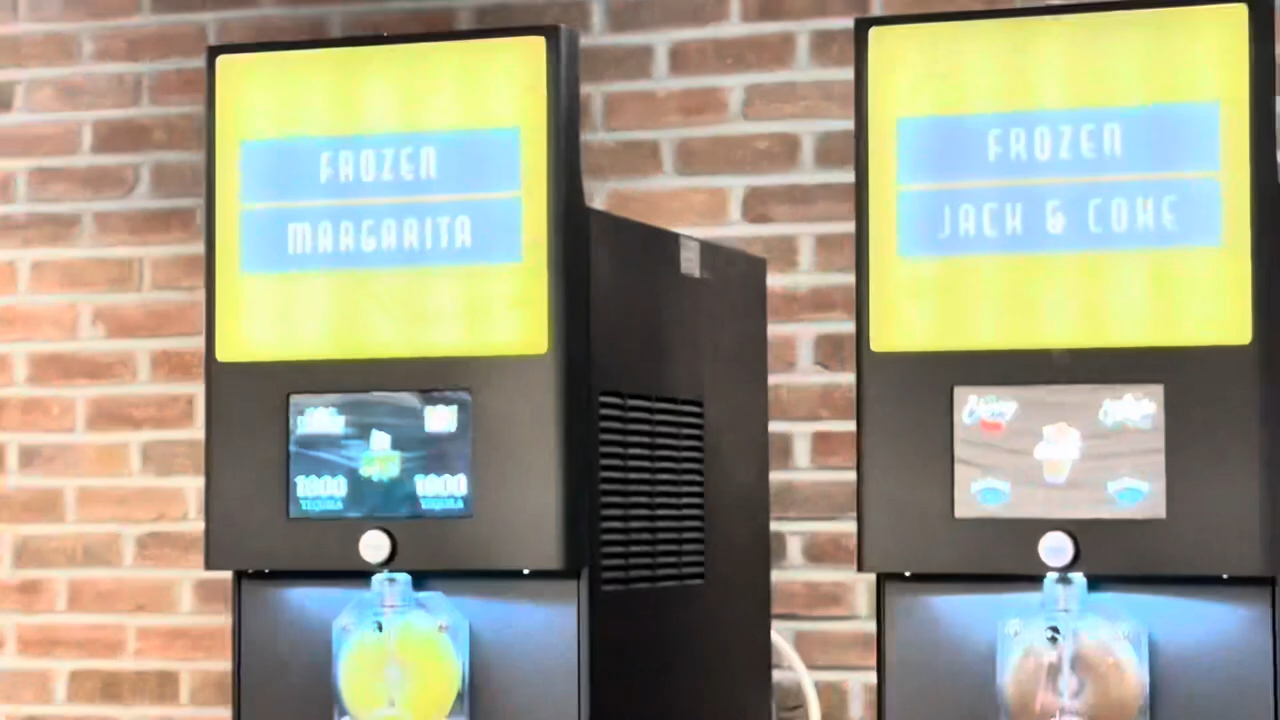 FROZEN
MARGARITA
FROZEN
JACK & COKE
1800
TEQUILA
1800
TEQUILA